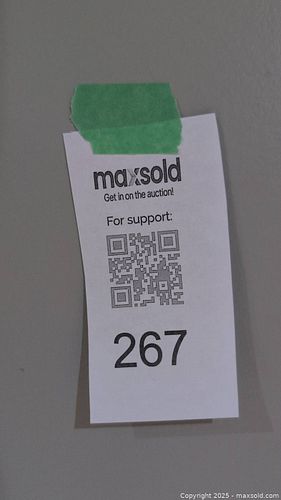 maxsold
Get in on the auction!
For support:
267
Copyright 2025 - maxsold.com